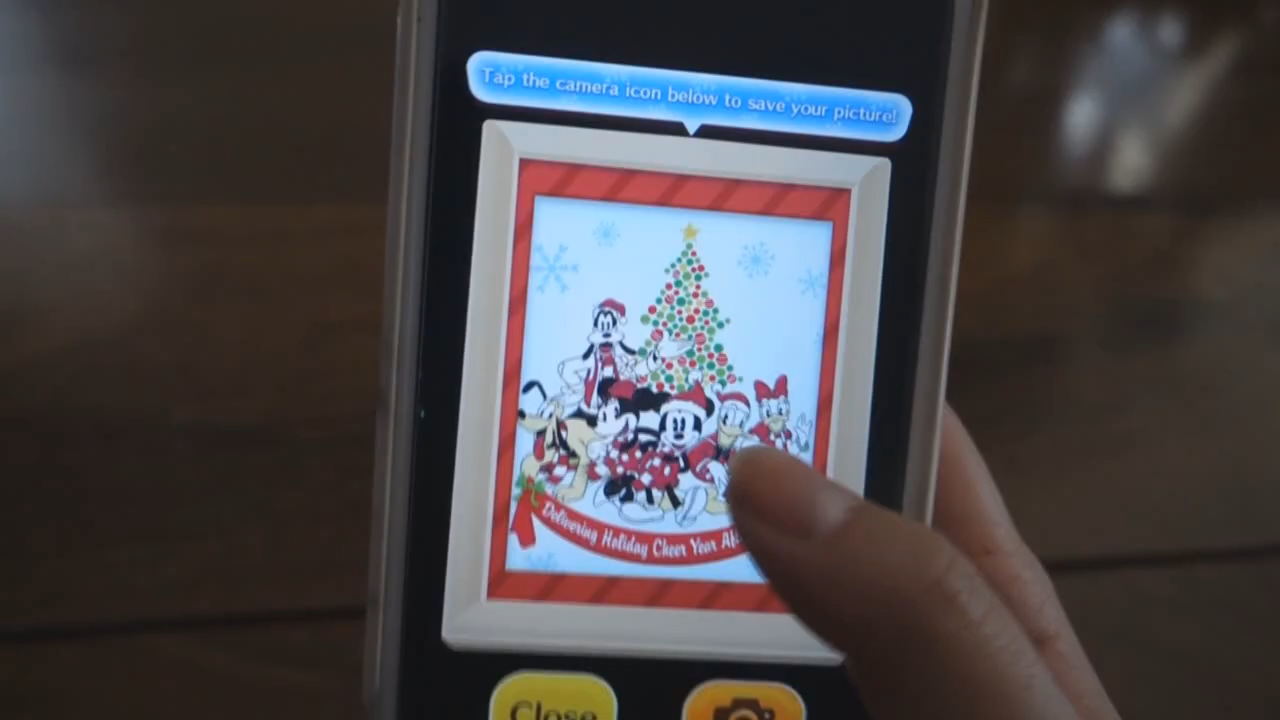 Tap the camera icon below to save your picture!
Delivering Holiday Cheer Year
Close